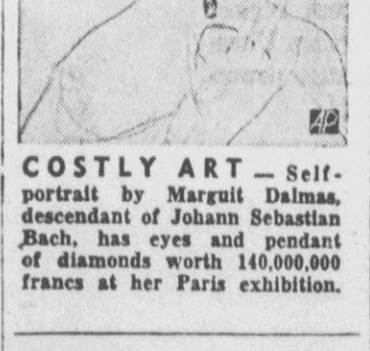 AP
COSTLY ART — Self-
portrait by Marguit Dalmas,
descendant of Johann Sebastian
Bach, has eyes and pendant
of diamonds worth 140,000,000
francs at her Paris exhibition.